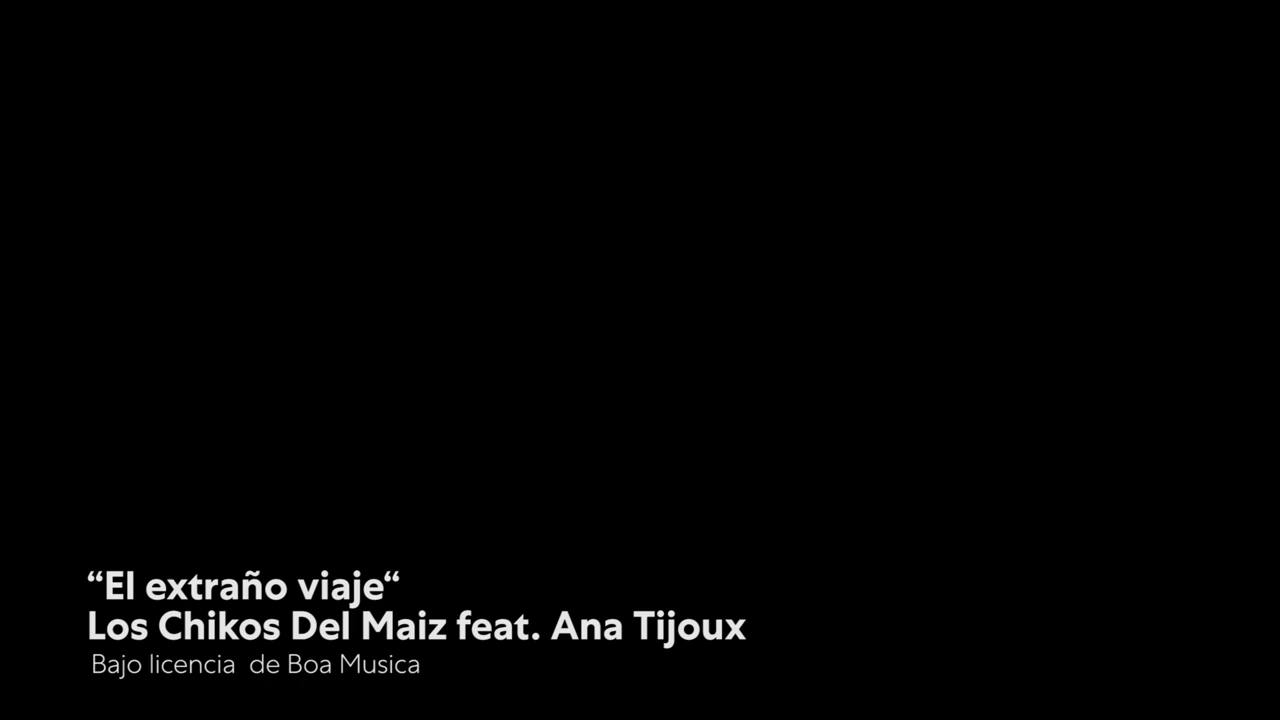 “El extraño viaje“
Los Chikos Del Maiz feat. Ana Tijoux
Bajo licencia  de Boa Musica